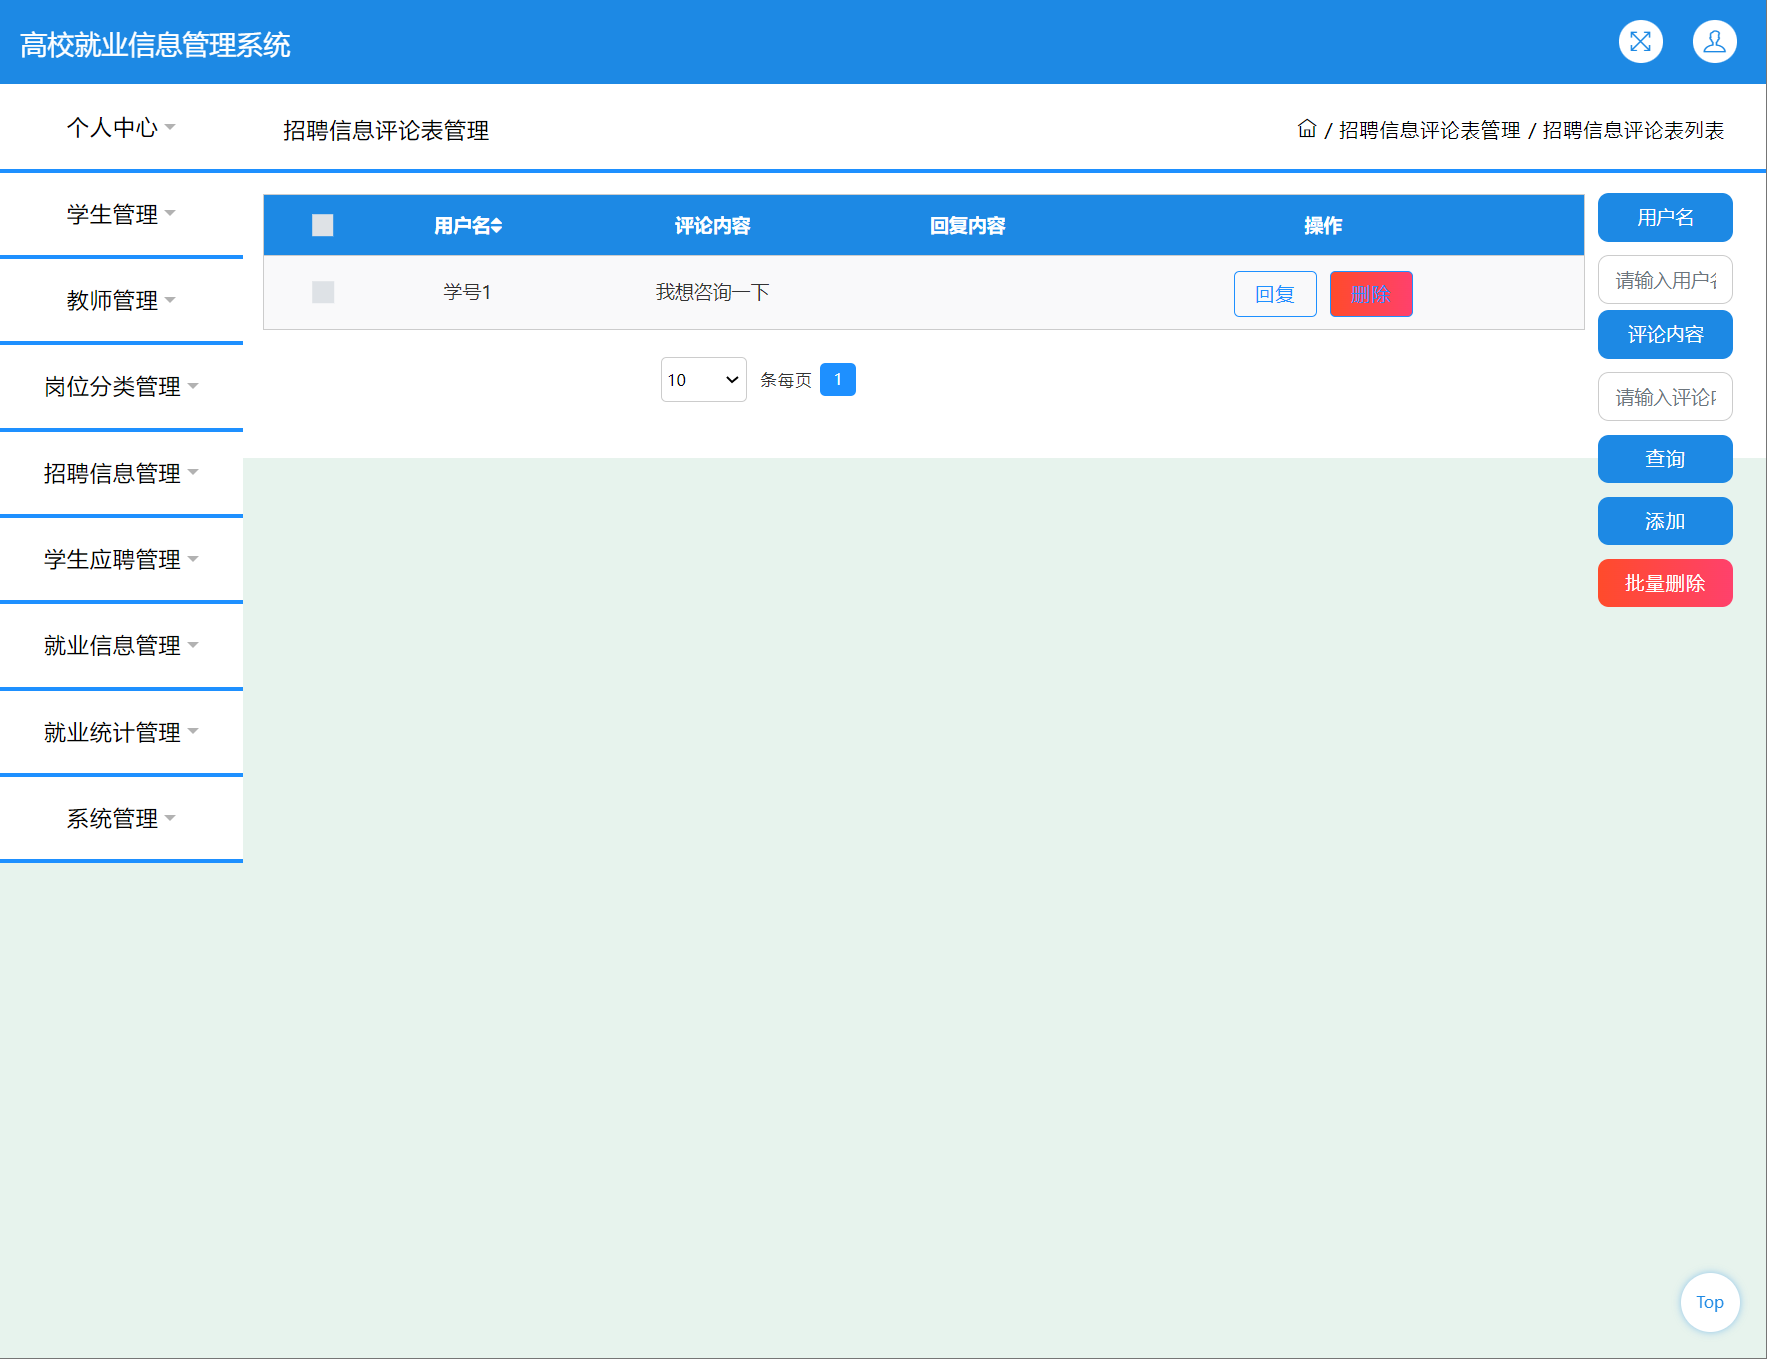 高校就业信息管理系统
个人中心
学生管理
教师管理
岗位分类管理
招聘信息管理
学生应聘管理
就业信息管理
就业统计管理
系统管理
招聘信息评论表管理
/ 招聘信息评论表管理 / 招聘信息评论表列表
用户名 评论内容 回复内容 操作
学号1 我想咨询一下 回复 删除
10 条每页 1
用户名
请输入用户名
评论内容
请输入评论内
查询
添加
批量删除
Top